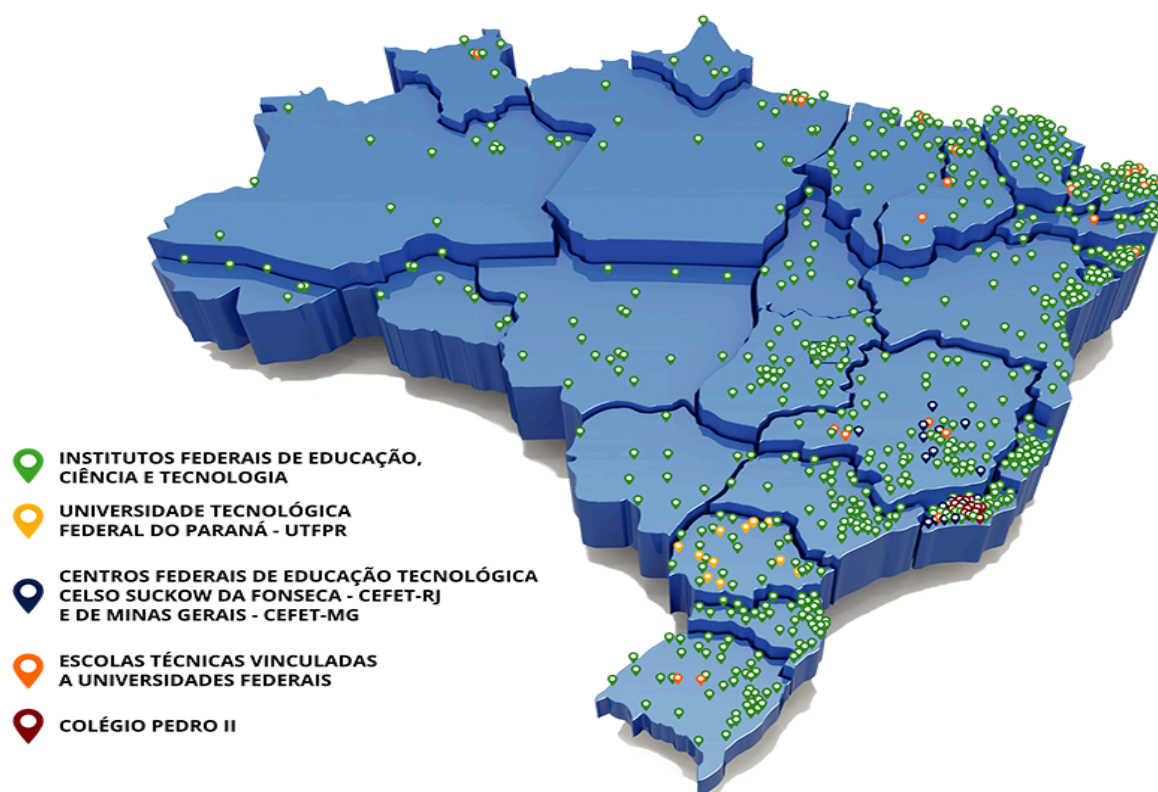 INSTITUTOS FEDERAIS DE EDUCAÇÃO,
CIÊNCIA E TECNOLOGIA
UNIVERSIDADE TECNOLÓGICA
FEDERAL DO PARANÁ - UTFPR
CENTROS FEDERAIS DE EDUCAÇÃO TECNOLÓGICA
CELSO SUCKOW DA FONSECA - CEFET-RJ
E DE MINAS GERAIS - CEFET-MG
ESCOLAS TÉCNICAS VINCULADAS
A UNIVERSIDADES FEDERAIS
COLÉGIO PEDRO II